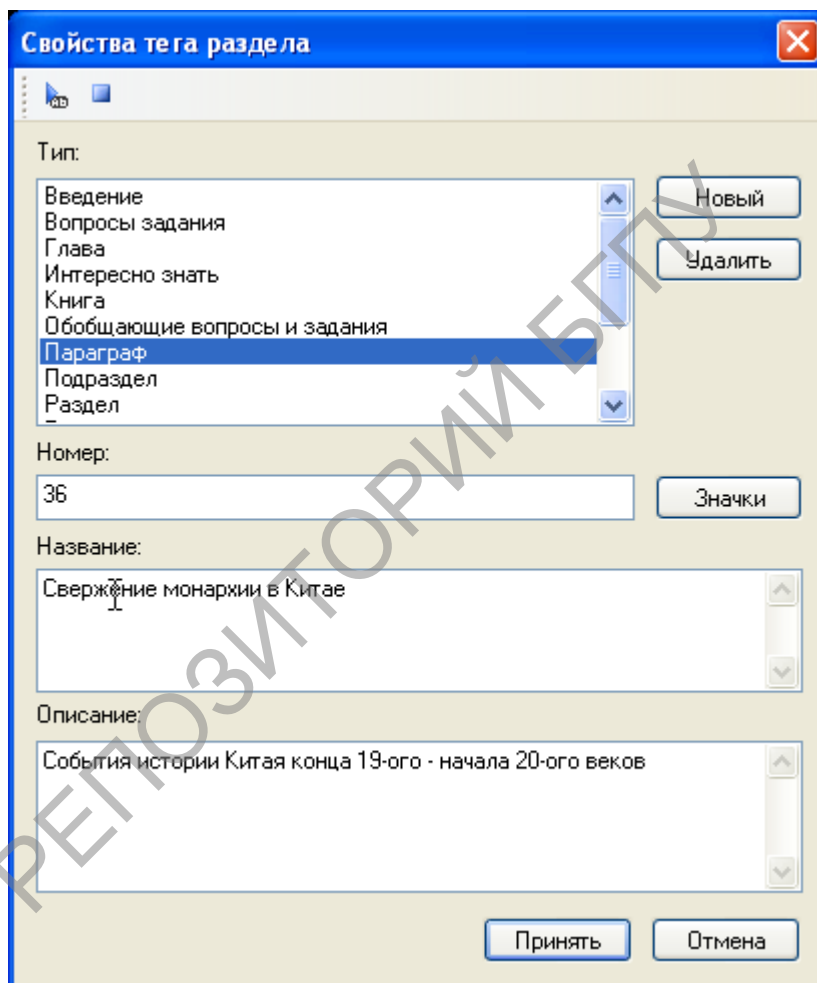 Свойства тега раздела
Тип:
Введение
Вопросы задания
Глава
Интересно знать
Книга
Обобщающие вопросы и задания
Параграф
Подраздел
Раздел
Новый
Удалить
Номер:
36
Значки
Название:
Свержение монархии в Китае
Описание:
События истории Китая конца 19-ого - начала 20-ого веков
Принять
Отмена
РЕПОЗИТОРИЙ БГПУ